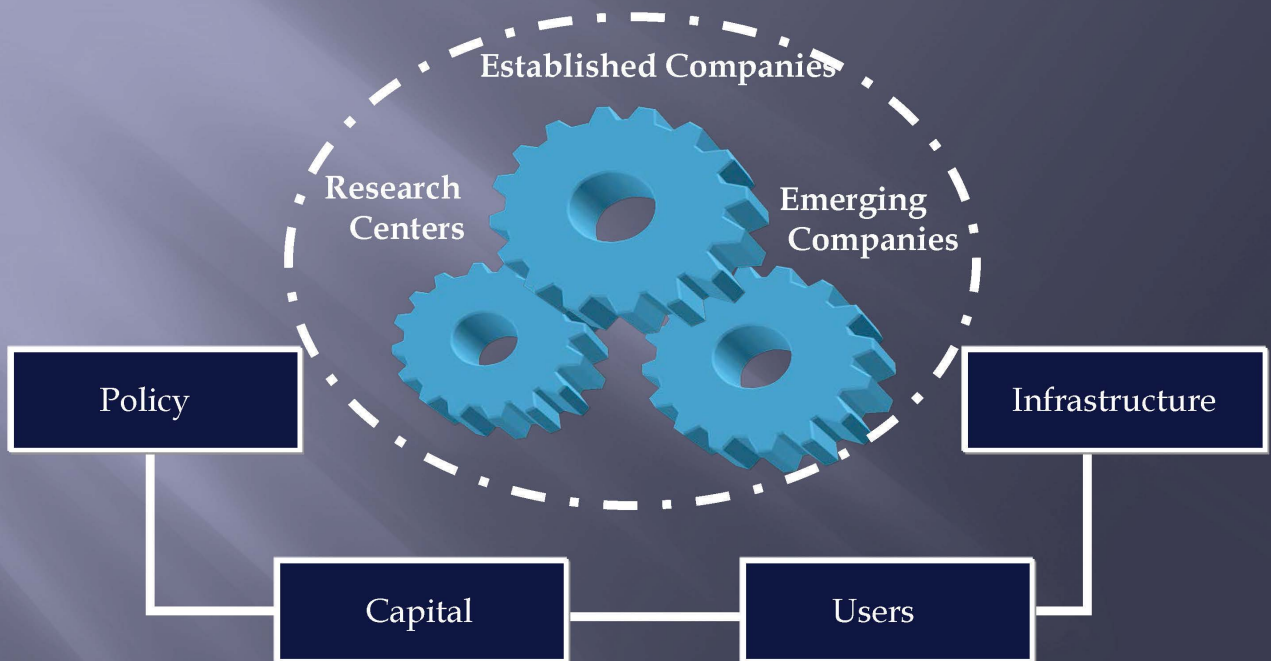 Established Companies
Research
Centers
Emerging
Companies
Policy
Infrastructure
Capital
Users